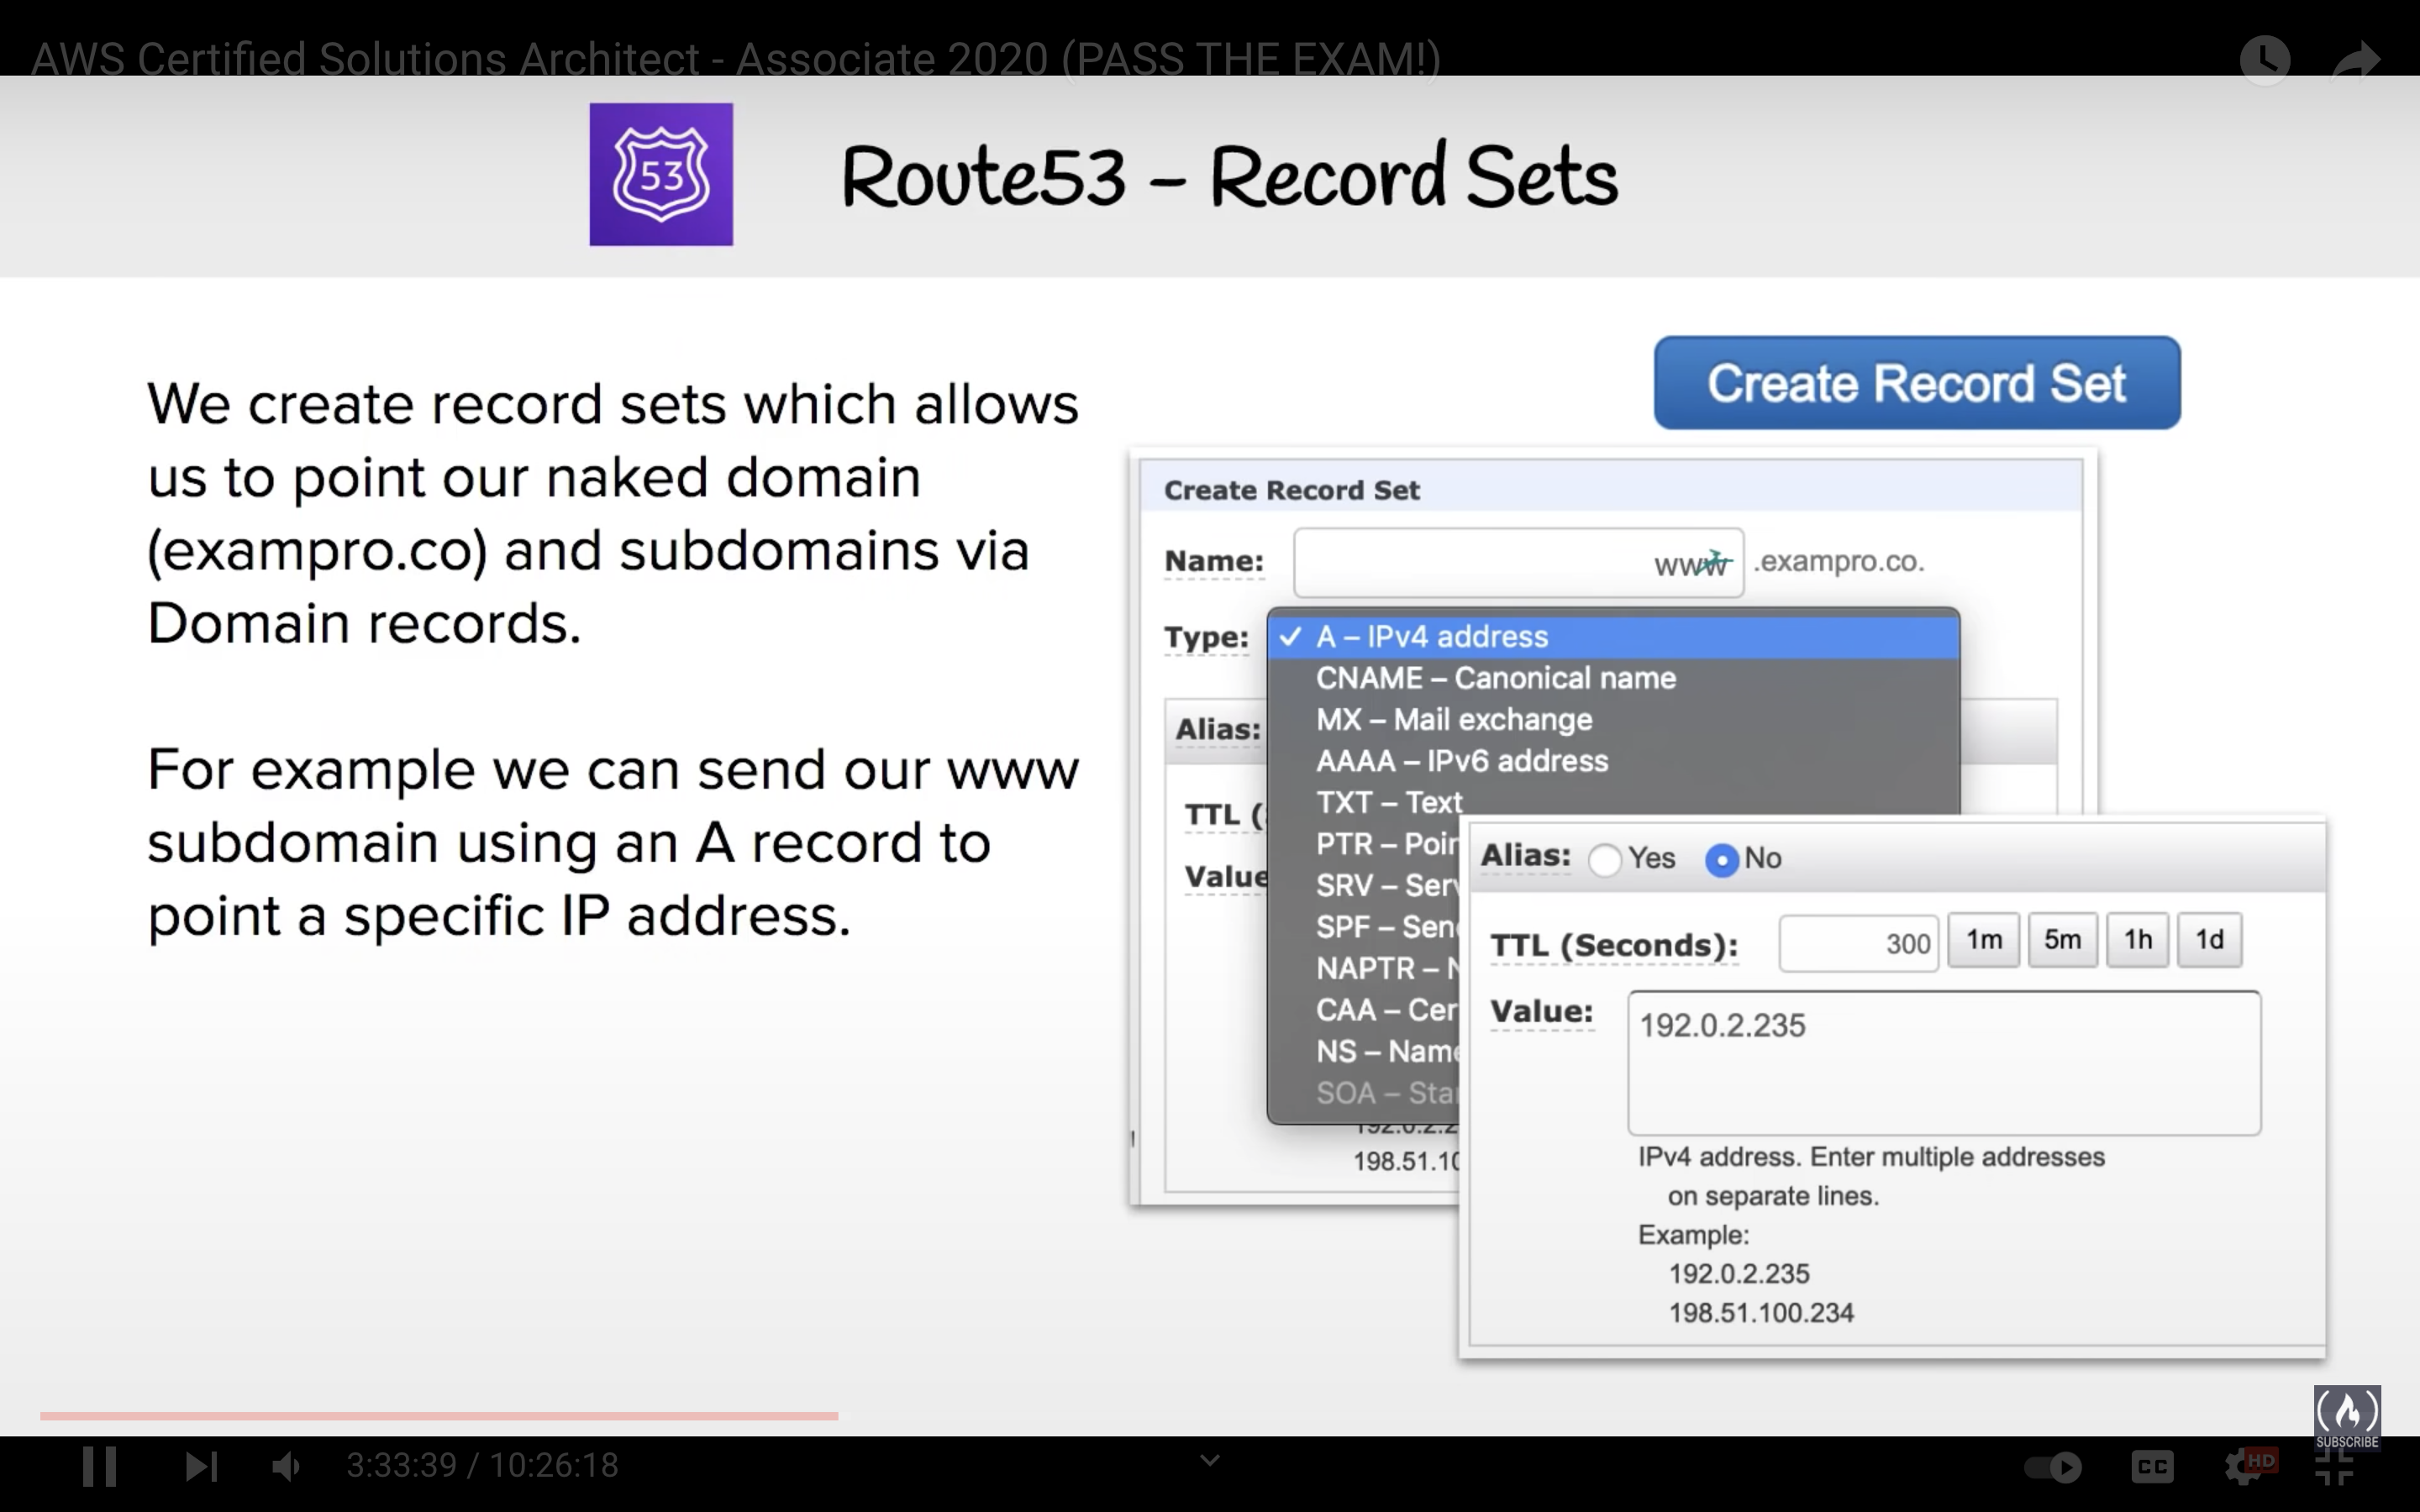 AWS Certified Solutions Architect - Associate 2020 (PASS THE EXAM!)
53
Route53 – Record Sets
We create record sets which allows
us to point our naked domain
(exampro.co) and subdomains via
Domain records.
For example we can send our www
subdomain using an A record to
point a specific IP address.
Create Record Set
Create Record Set
Name: www .exampro.co.
Type: ✓ A – IPv4 address
CNAME – Canonical name
MX – Mail exchange
AAAA – IPv6 address
TXT – Text
PTR –
SRV –
SPF –
NAPTR –
CAA –
NS –
SOA –
Alias:
TTL (
Value
198.51.10
Alias: Yes No
TTL (Seconds): 300 1m 5m 1h 1d
Value: 192.0.2.235
IPv4 address. Enter multiple addresses
on separate lines.
Example:
192.0.2.235
198.51.100.234
SUBSCRIBE
3:33:39 / 10:26:18
CC
HD